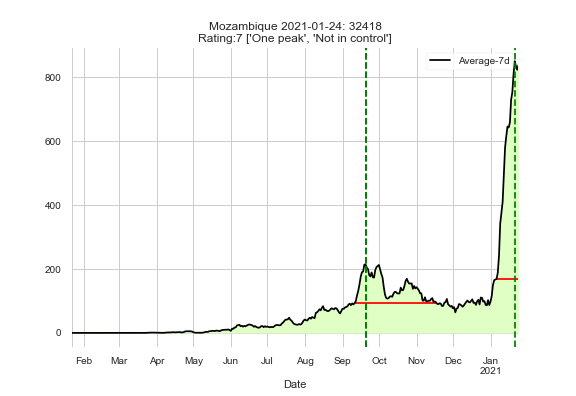 Mozambique 2021-01-24: 32418
Rating:7 ['One peak', 'Not in control']
Average-7d
800
600
400
200
0
Feb Mar Apr May Jun Jul Aug Sep Oct Nov Dec Jan
2021
Date